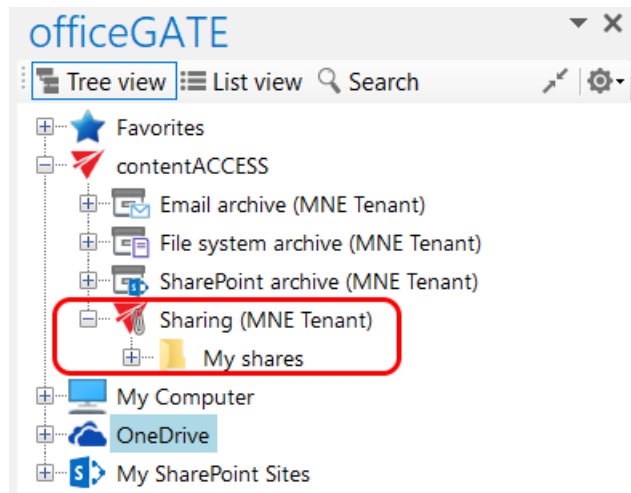 officeGATE
Tree view List view Search
Favorites
contentACCESS
Email archive (MNE Tenant)
File system archive (MNE Tenant)
SharePoint archive (MNE Tenant)
Sharing (MNE Tenant)
My shares
My Computer
OneDrive
My SharePoint Sites